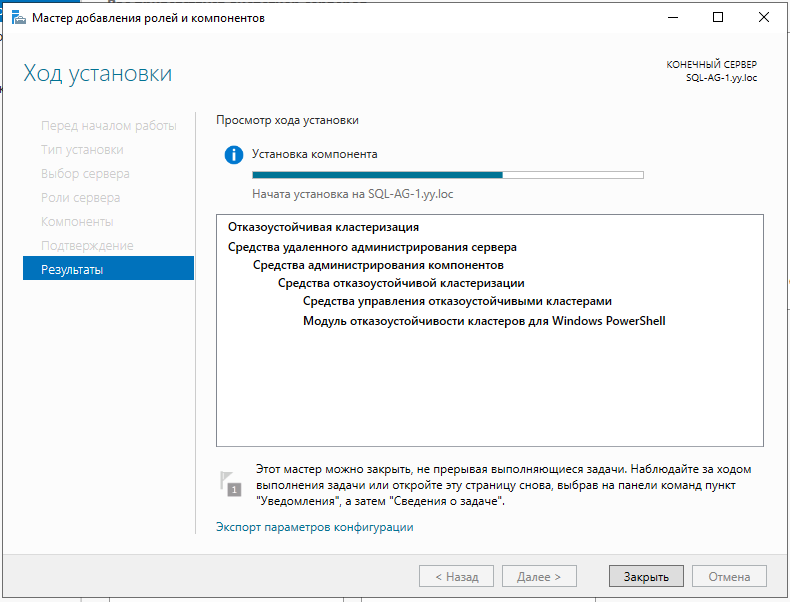 Мастер добавления ролей и компонентов
Ход установки
КОНЕЧНЫЙ СЕРВЕР
SQL-AG-1.yy.loc
Перед началом работы
Тип установки
Выбор сервера
Роли сервера
Компоненты
Подтверждение
Результаты
Просмотр хода установки
Установка компонента
Начата установка на SQL-AG-1.yy.loc
Отказоустойчивая кластеризация
Средства удаленного администрирования сервера
Средства администрирования компонентов
Средства отказоустойчивой кластеризации
Средства управления отказоустойчивыми кластерами
Модуль отказоустойчивости кластеров для Windows PowerShell
1
Этот мастер можно закрыть, не прерывая выполняющиеся задачи. Наблюдайте за ходом
выполнения задачи или откройте эту страницу снова, выбрав на панели команд пункт
"Уведомления", а затем "Сведения о задаче".
Экспорт параметров конфигурации
< Назад
Далее >
Закрыть
Отмена